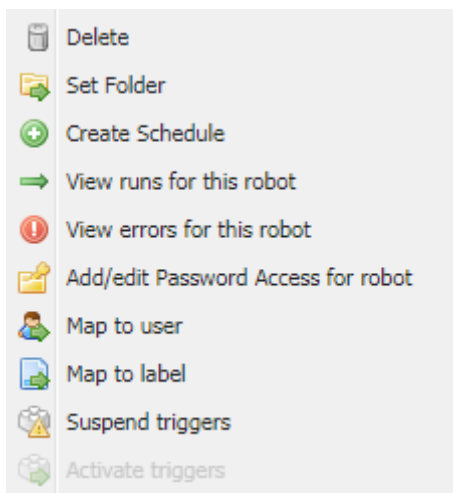 Delete
Set Folder
Create Schedule
View runs for this robot
View errors for this robot
Add/edit Password Access for robot
Map to user
Map to label
Suspend triggers
Activate triggers